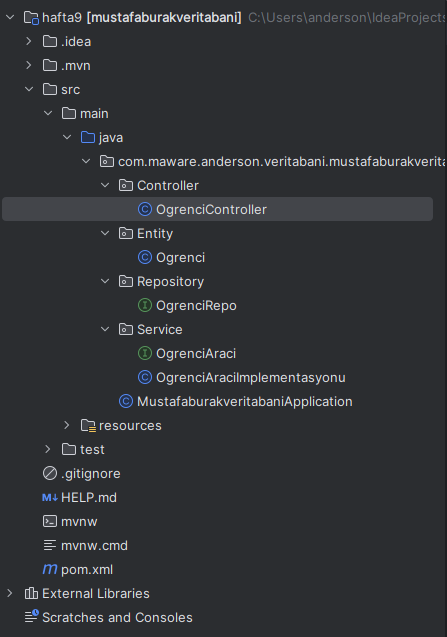 hafta9 [mustafaburakveritabani] C:\Users\anderson\IdeaProjects
.idea
.mvn
src
main
java
com.maware.anderson.veritabani.mustafaburakverita
Controller
C OgrenciController
Entity
C Ogrenci
Repository
I OgrenciRepo
Service
I OgrenciAraci
C OgrenciAraciImplementasyonu
C MustafaburakveritabaniApplication
resources
test
.gitignore
M↓ HELP.md
mvnw
mvnw.cmd
m pom.xml
External Libraries
Scratches and Consoles